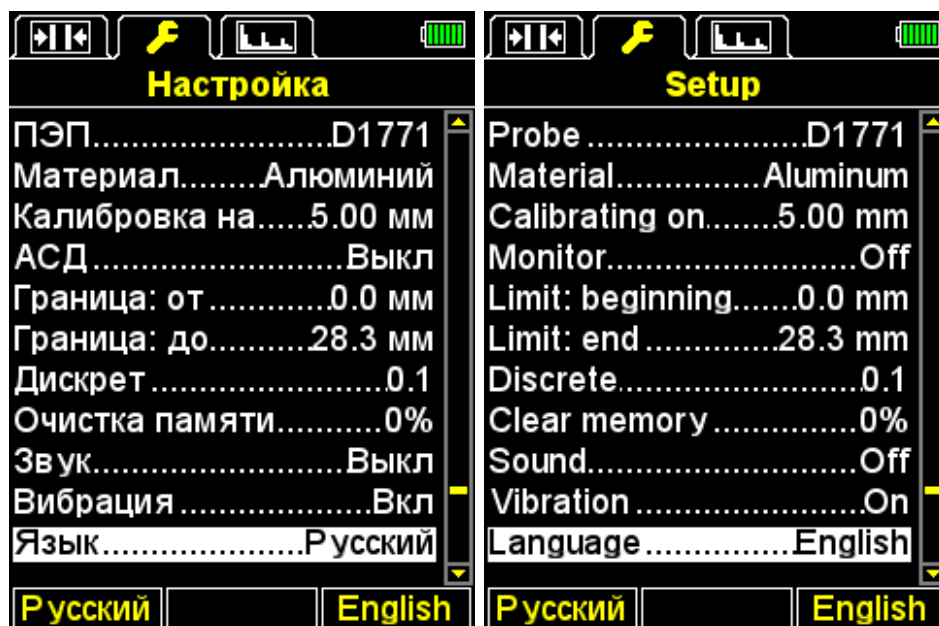 Настройка
ПЭП..........................D1771
Материал........Алюминий
Калибровка на......5.00 мм
АСД............................Выкл
Граница: от.............0.0 мм
Граница: до...........28.3 мм
Дискрет..........................0.1
Очистка памяти............0%
Звук............................Выкл
Вибрация.....................Вкл
Язык......................Русский
Русский
English
Setup
Probe........................D1771
Material...............Aluminum
Calibrating on........5.00 mm
Monitor...........................Off
Limit: beginning.......0.0 mm
Limit: end...............28.3 mm
Discrete..........................0.1
Clear memory................0%
Sound.............................Off
Vibration.........................On
Language................English
Русский
English